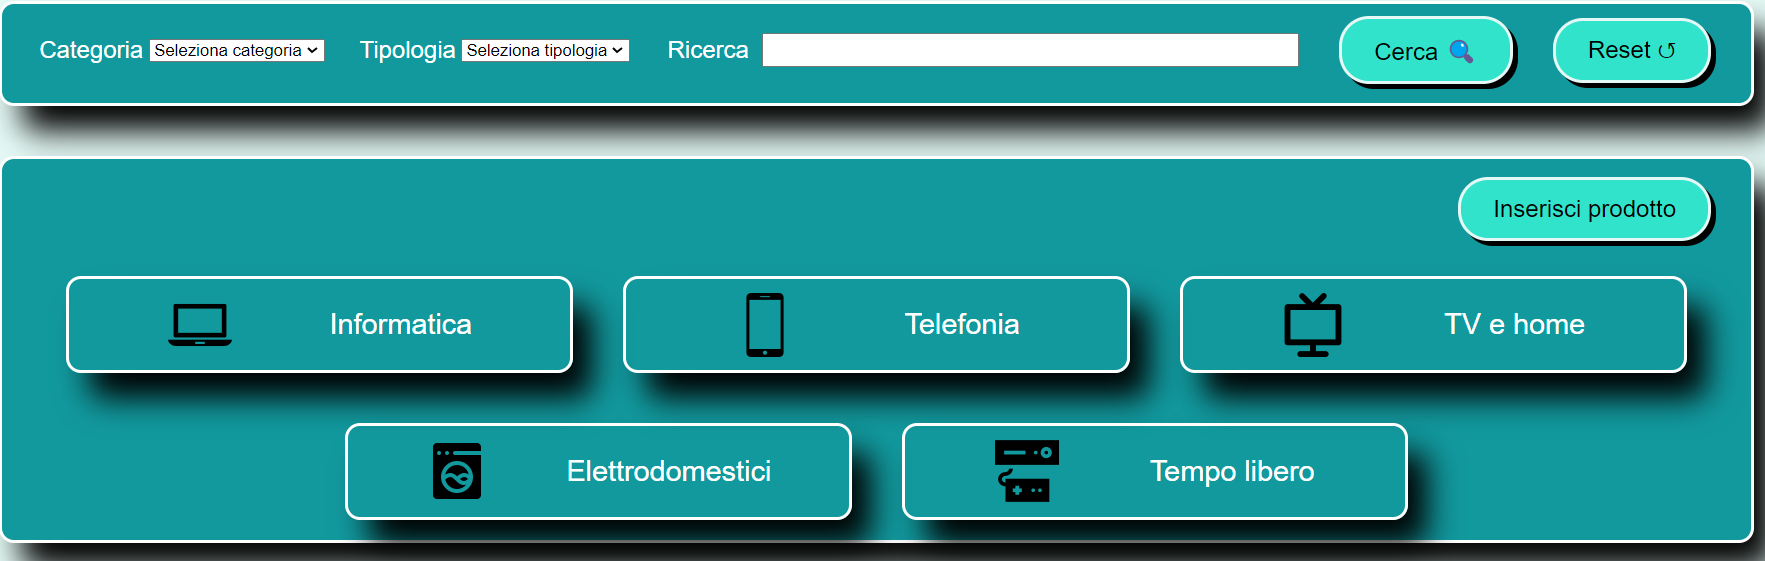 Categoria Seleziona categoria Tipologia Seleziona tipologia Ricerca Cerca Reset ↺
Inserisci prodotto
Informatica Telefonia TV e home
Elettrodomestici Tempo libero